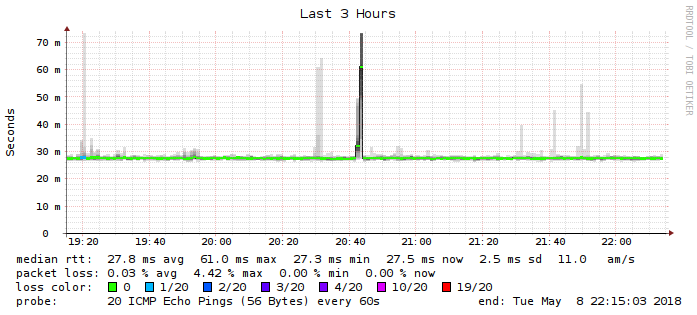 Last 3 Hours
RRDTOOL / TOBI OETIKER
Seconds
70 m
60 m
50 m
40 m
30 m
20 m
10 m
0
19:20 19:40 20:00 20:20 20:40 21:00 21:20 21:40 22:00
median rtt: 27.8 ms avg 61.0 ms max 27.3 ms min 27.5 ms now 2.5 ms sd 11.0 am/s
packet loss: 0.03 % avg 4.42 % max 0.00 % min 0.00 % now
loss color: 0 1/20 2/20 3/20 4/20 10/20 19/20
probe: 20 ICMP Echo Pings (56 Bytes) every 60s end: Tue May 8 22:15:03 2018